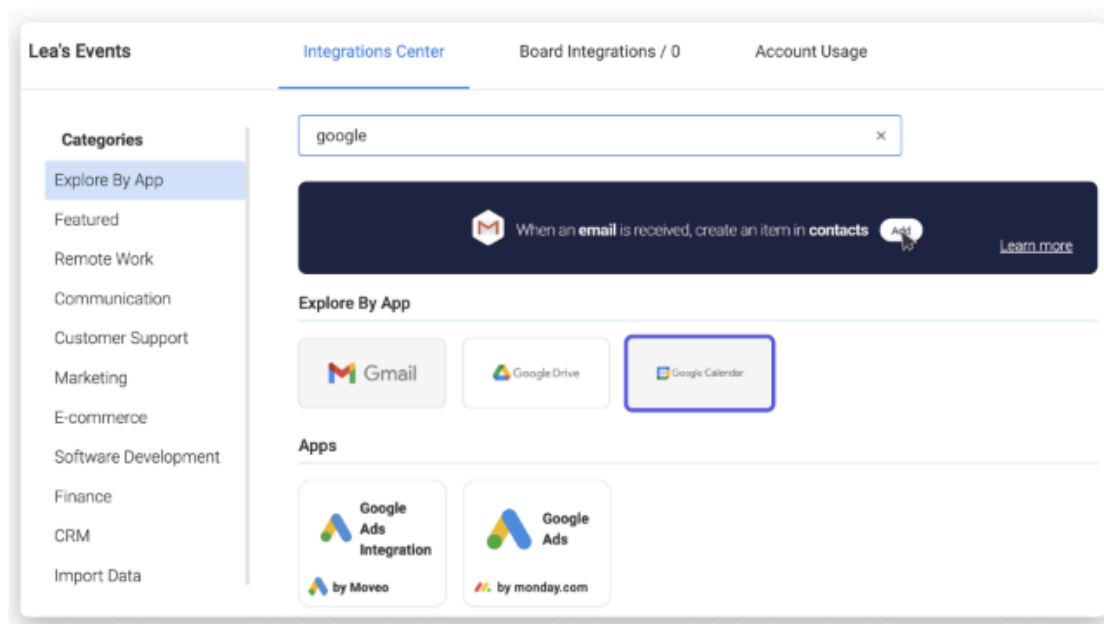 Lea's Events
Integrations Center
Board Integrations / 0
Account Usage
Categories
Explore By App
Featured
Remote Work
Communication
Customer Support
Marketing
E-commerce
Software Development
Finance
CRM
Import Data
google
When an email is received, create an item in contacts
Add
Learn more
Explore By App
Gmail
Google Drive
Google Calendar
Apps
Google
Ads
Integration
by Moveo
Google
Ads
by monday.com